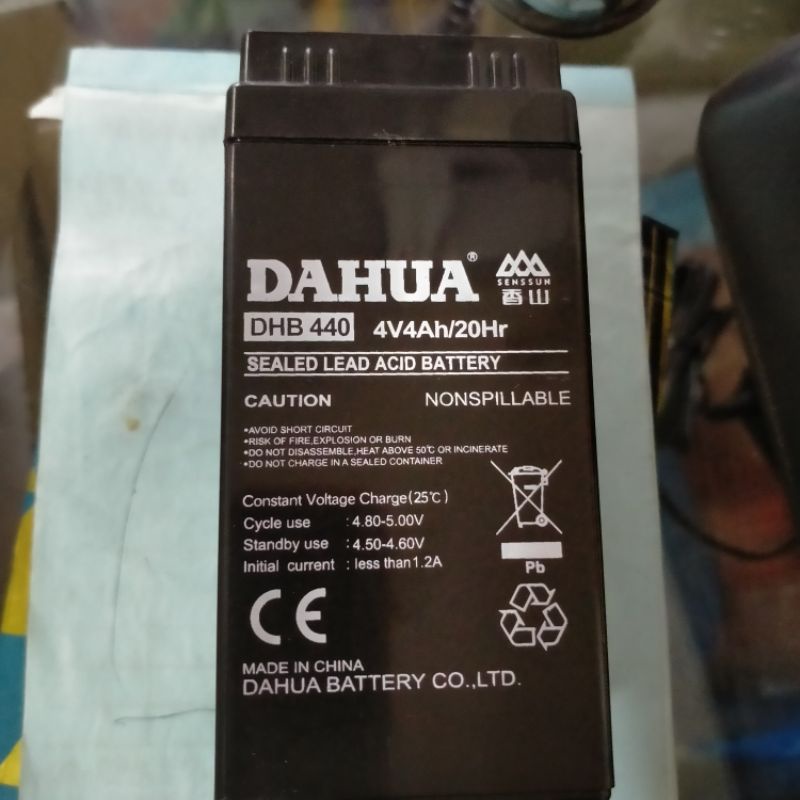 DAHUA®
SENSSUN
香山
DHB 440 4V4Ah/20Hr
SEALED LEAD ACID BATTERY
CAUTION NONSPILLABLE
*AVOID SHORT CIRCUIT
*RISK OF FIRE,EXPLOSION OR BURN
*DO NOT DISASSEMBLE,HEAT ABOVE 50℃ OR INCINERATE
*DO NOT CHARGE IN A SEALED CONTAINER
Constant Voltage Charge(25℃)
Cycle use :4.80-5.00V
Standby use :4.50-4.60V
Initial current :less than1.2A
Pb
CE
MADE IN CHINA
DAHUA BATTERY CO.,LTD.